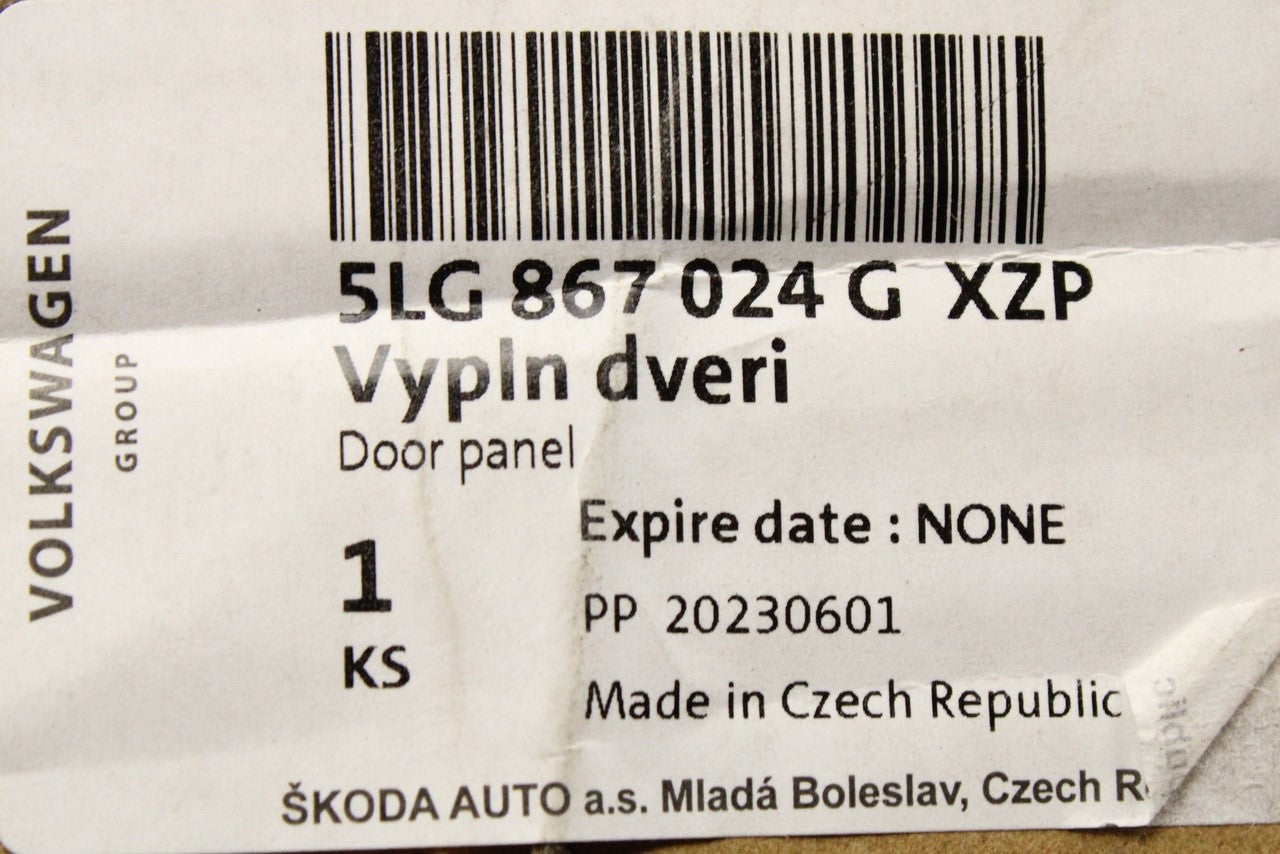 VOLKSWAGEN
GROUP
5LG 867 024 G XZP
Vypln dveri
Door panel
1
KS
Expire date : NONE
PP 20230601
Made in Czech Republic
ŠKODA AUTO a.s. Mladá Boleslav, Czech R